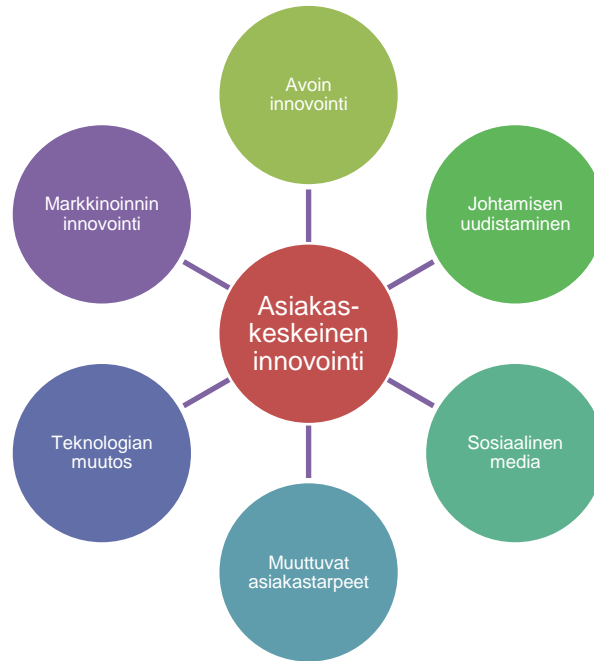 Avoin
innovointi
Johtamisen
uudistaminen
Sosiaalinen
media
Muuttuvat
asiakastarpeet
Teknologian
muutos
Markkinoinnin
innovointi
Asiakas-
keskeinen
innovointi